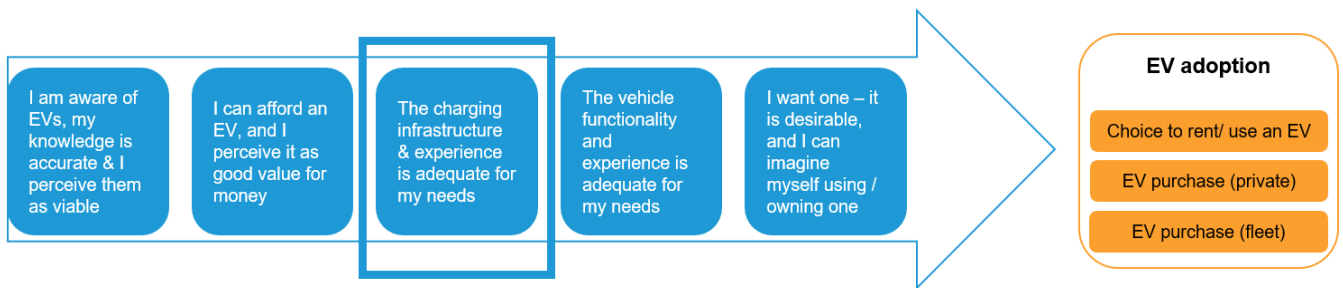 I am aware of
EVs, my
knowledge is
accurate & I
perceive them
as viable
I can afford an
EV, and I
perceive it as
good value for
money
The charging
infrastructure
& experience
is adequate for
my needs
The vehicle
functionality
and
experience is
adequate for
my needs
I want one – it
is desirable,
and I can
imagine
myself using /
owning one
EV adoption
Choice to rent/ use an EV
EV purchase (private)
EV purchase (fleet)